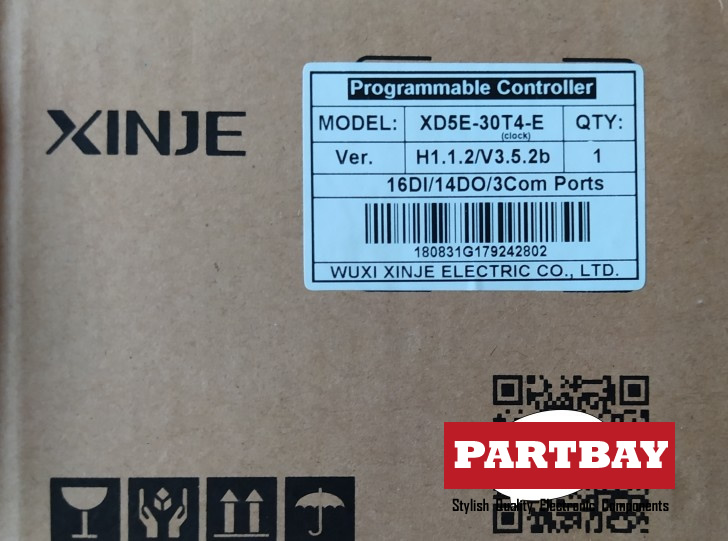 XINJE
Programmable Controller
MODEL: XD5E-30T4-E (clock) QTY:
Ver. H1.1.2/V3.5.2b 1
16DI/14DO/3Com Ports
180831G179242802
WUXI XINJE ELECTRIC CO., LTD.
PARTBAY
Stylish Quality Electronic Components